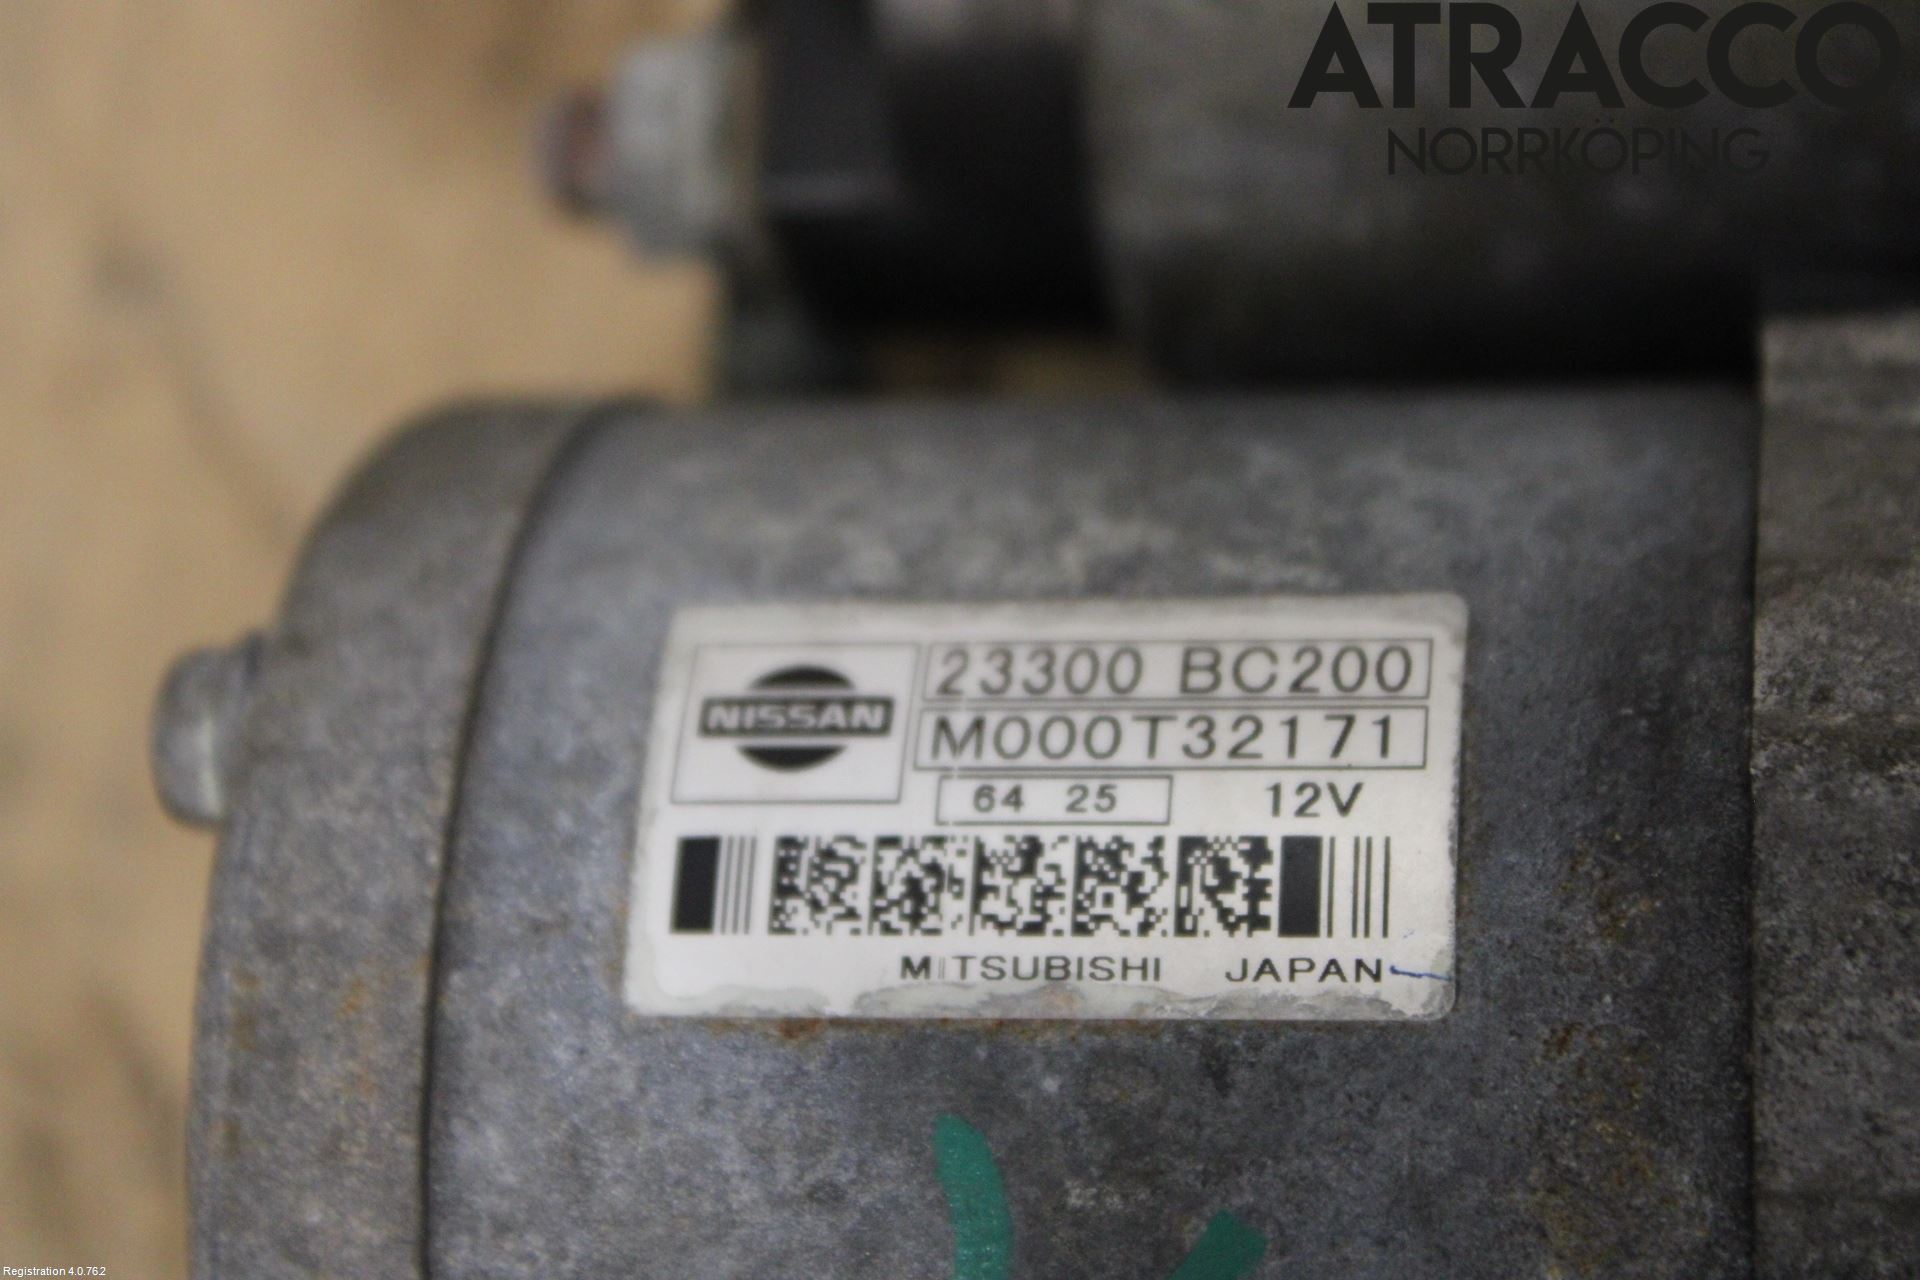 ATRACCO
NORRKÖPING
NISSAN
23300 BC200
M000T32171
64 25
12V
MITSUBISHI JAPAN
Registration 4.0.762